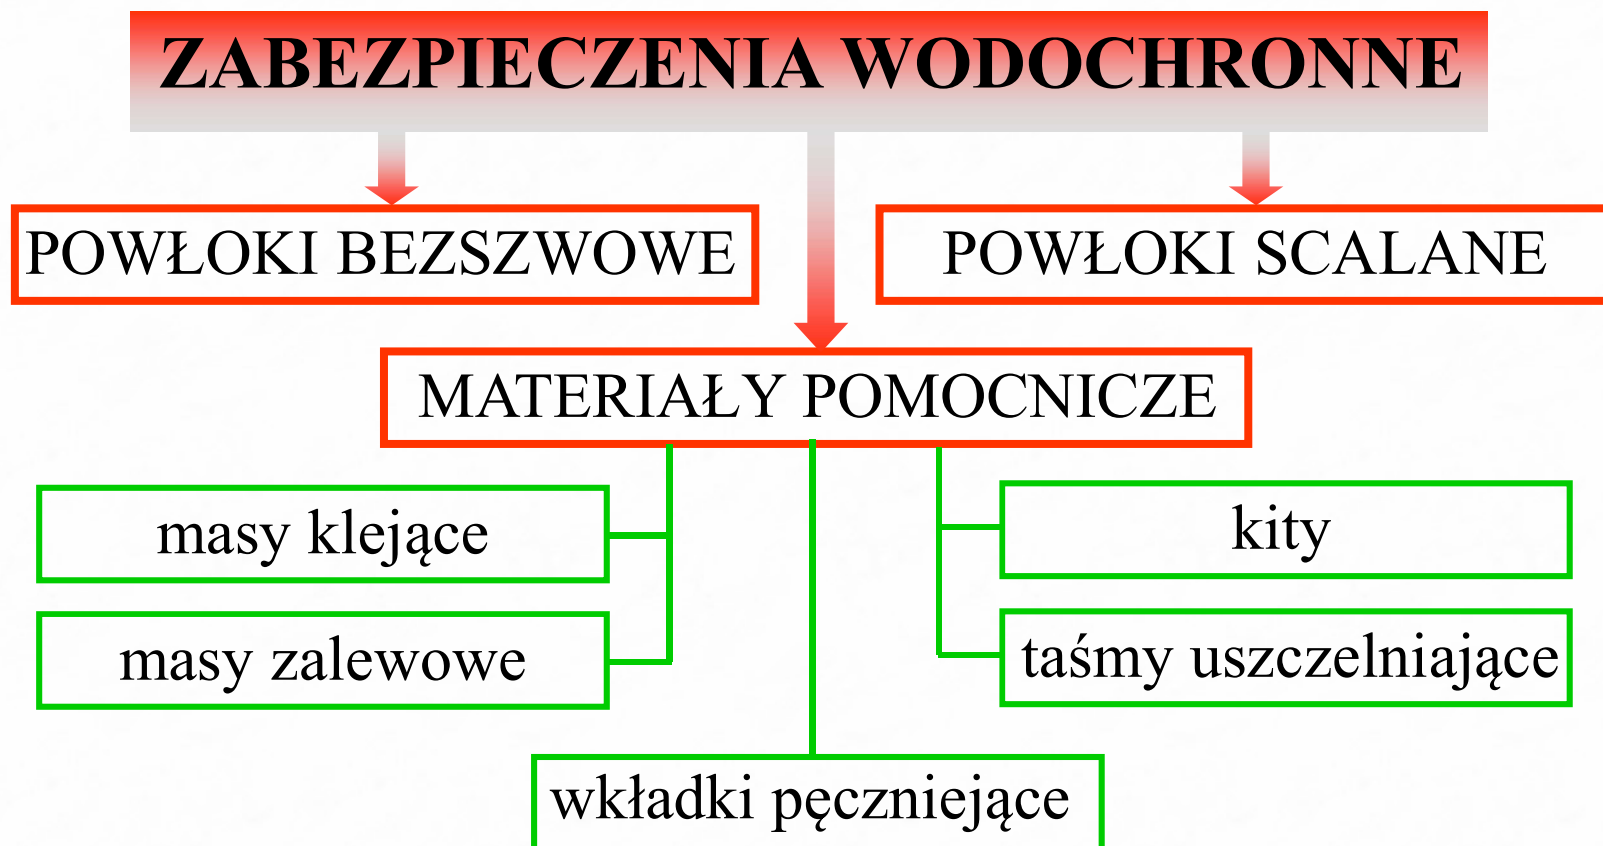 ZABEZPIECZENIA WODOCHRONNE
POWŁOKI BEZSZWOWE
POWŁOKI SCALANE
MATERIAŁY POMOCNICZE
masy klejące
kity
masy zalewowe
taśmy uszczelniające
wkładki pęczniejące